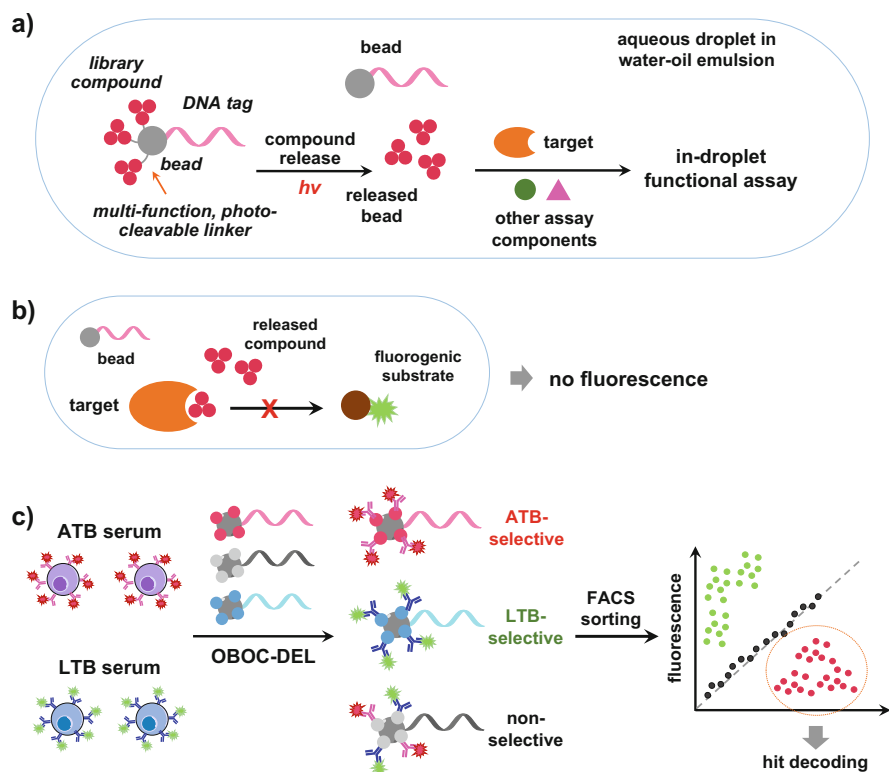 a)
library
compound
DNA tag
bead
multi-function, photo-
cleavable linker
compound
release
hv
bead
released
bead
target
other assay
components
aqueous droplet in
water-oil emulsion
in-droplet
functional assay
b)
bead
released
compound
target
X
fluorogenic
substrate
no fluorescence
c)
ATB serum
LTB serum
OBOC-DEL
ATB-
selective
LTB-
selective
non-
selective
FACS
sorting
fluorescence
hit decoding